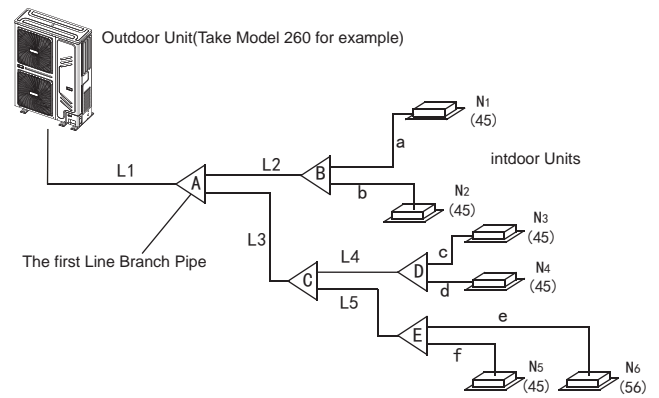 Outdoor Unit(Take Model 260 for example)
N1
(45)
a
intdoor Units
L1
A
L2
B
b
N2
(45)
The first Line Branch Pipe
L3
C
L4
D
c
N3
(45)
d
N4
(45)
L5
E
e
f
N5
(45)
N6
(56)